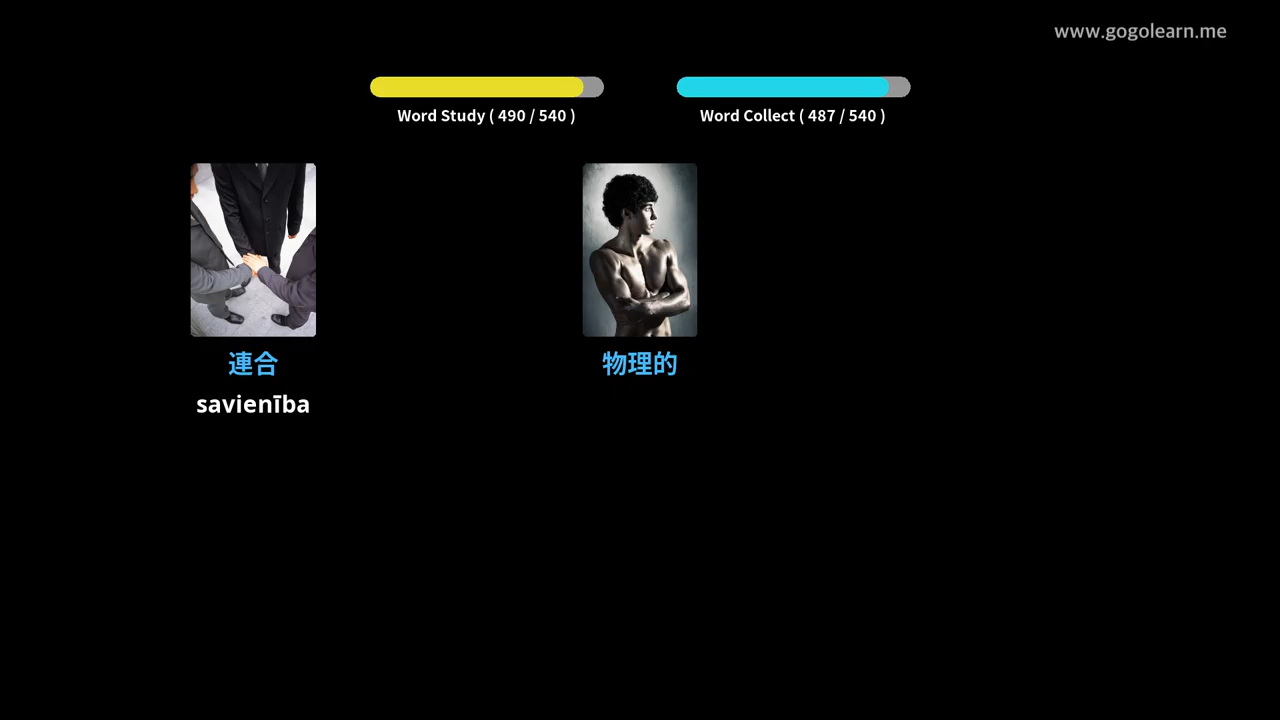 www.gogolearn.me
Word Study ( 490 / 540 )
Word Collect ( 487 / 540 )
連合
物理的
savienība